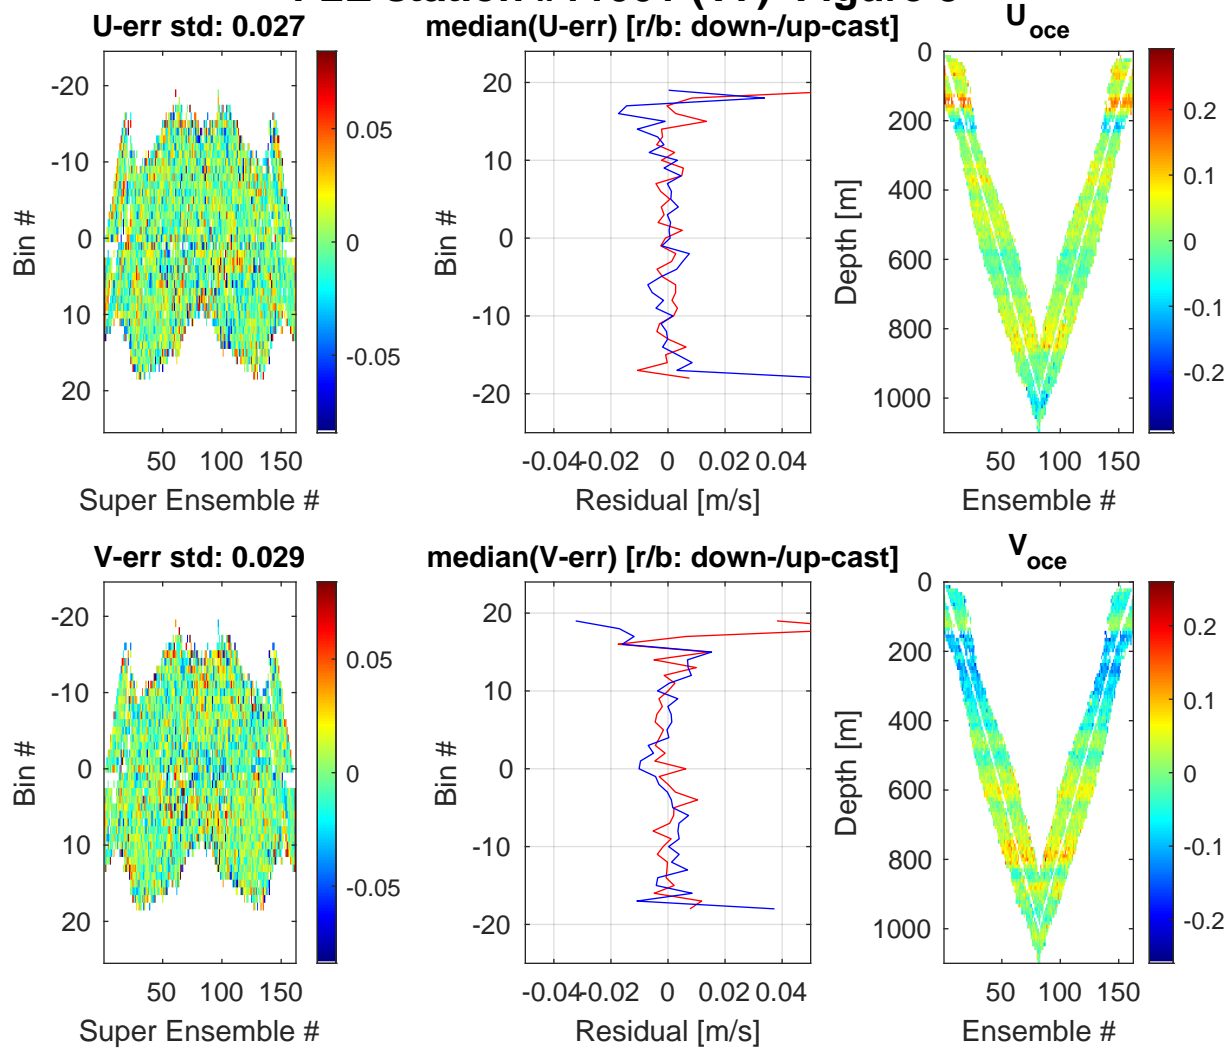 U-err std: 0.027
median(U-err) [r/b: down-/up-cast]
U_oce
-20
-10
0
10
20
Bin #
50 100 150
Super Ensemble #
0.05
0
-0.05
20
10
0
-10
-20
Bin #
-0.04 -0.02 0 0.02 0.04
Residual [m/s]
0
200
400
600
800
1000
Depth [m]
50 100 150
Ensemble #
0.2
0.1
0
-0.1
-0.2
V-err std: 0.029
median(V-err) [r/b: down-/up-cast]
V_oce
-20
-10
0
10
20
Bin #
50 100 150
Super Ensemble #
0.05
0
-0.05
20
10
0
-10
-20
Bin #
-0.04 -0.02 0 0.02 0.04
Residual [m/s]
0
200
400
600
800
1000
Depth [m]
50 100 150
Ensemble #
0.2
0.1
0
-0.1
-0.2